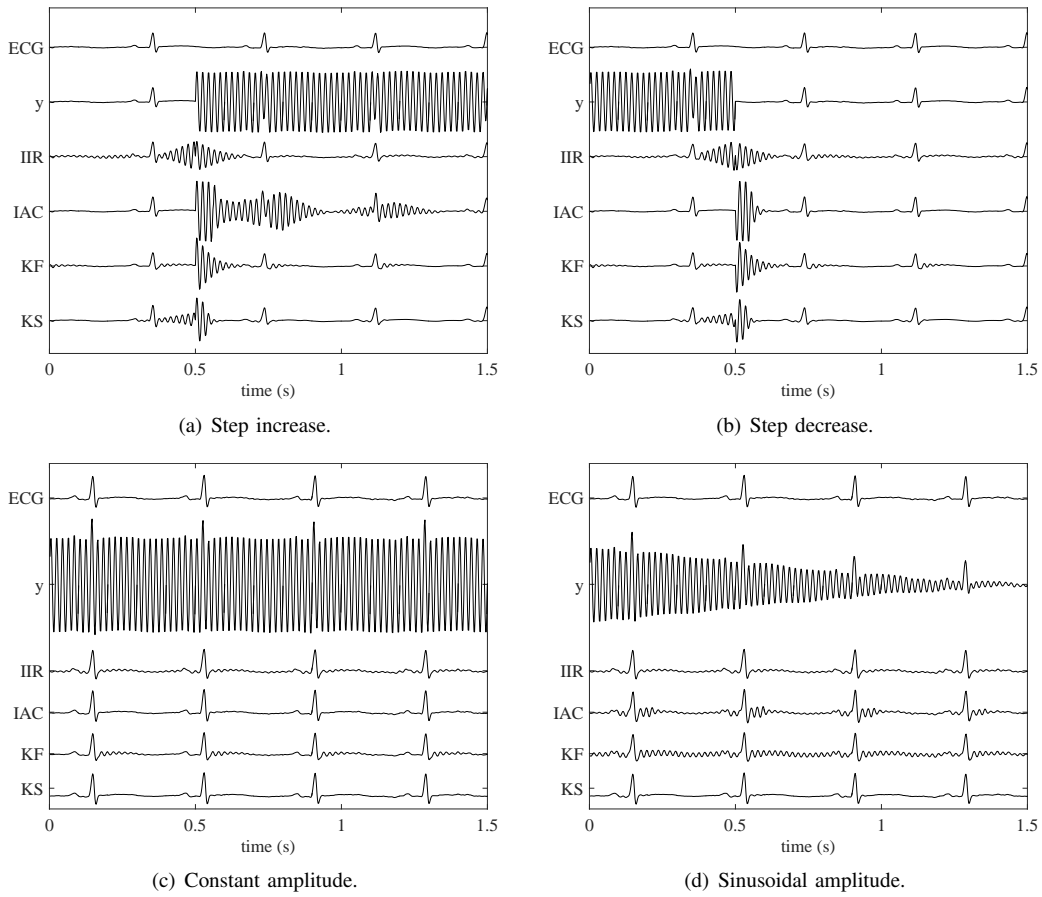 ECG
y
IIR
IAC
KF
KS
0 0.5 1 1.5
time (s)
(a) Step increase.
ECG
y
IIR
IAC
KF
KS
0 0.5 1 1.5
time (s)
(b) Step decrease.
ECG
y
IIR
IAC
KF
KS
0 0.5 1 1.5
time (s)
(c) Constant amplitude.
ECG
y
IIR
IAC
KF
KS
0 0.5 1 1.5
time (s)
(d) Sinusoidal amplitude.